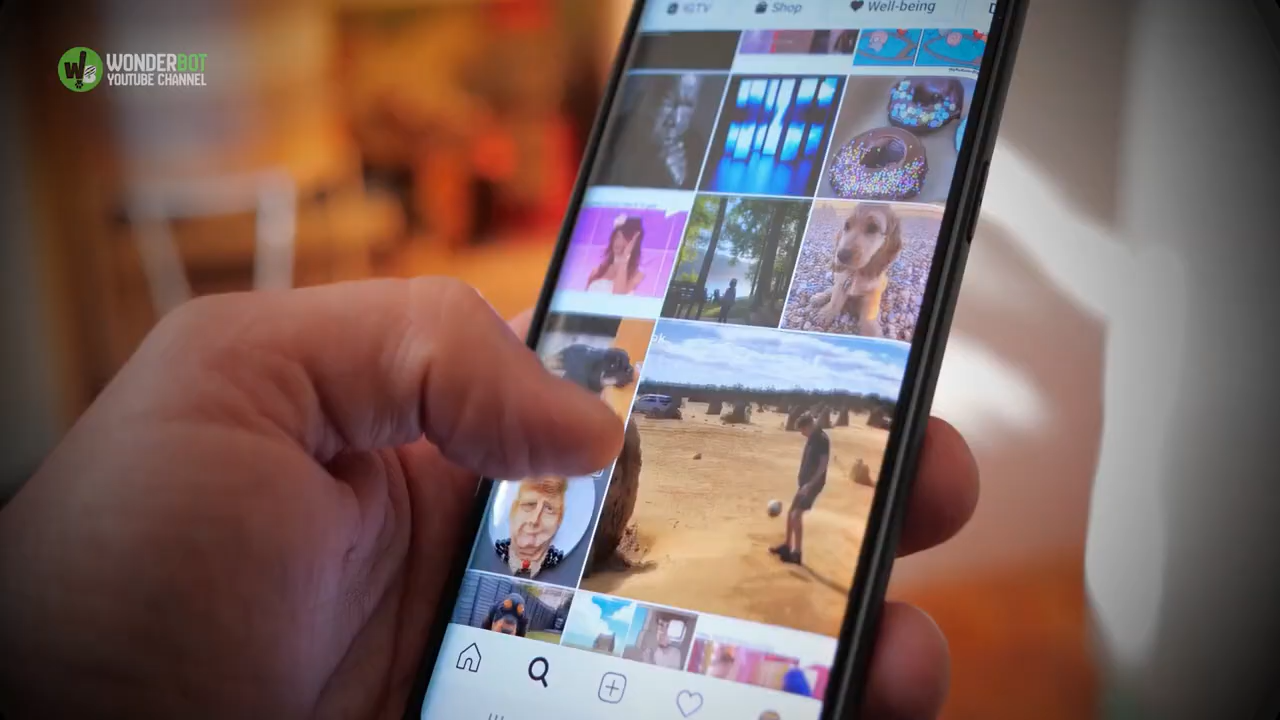 WONDERBOT
YOUTUBE CHANNEL
IGTV
Shop
Well-being